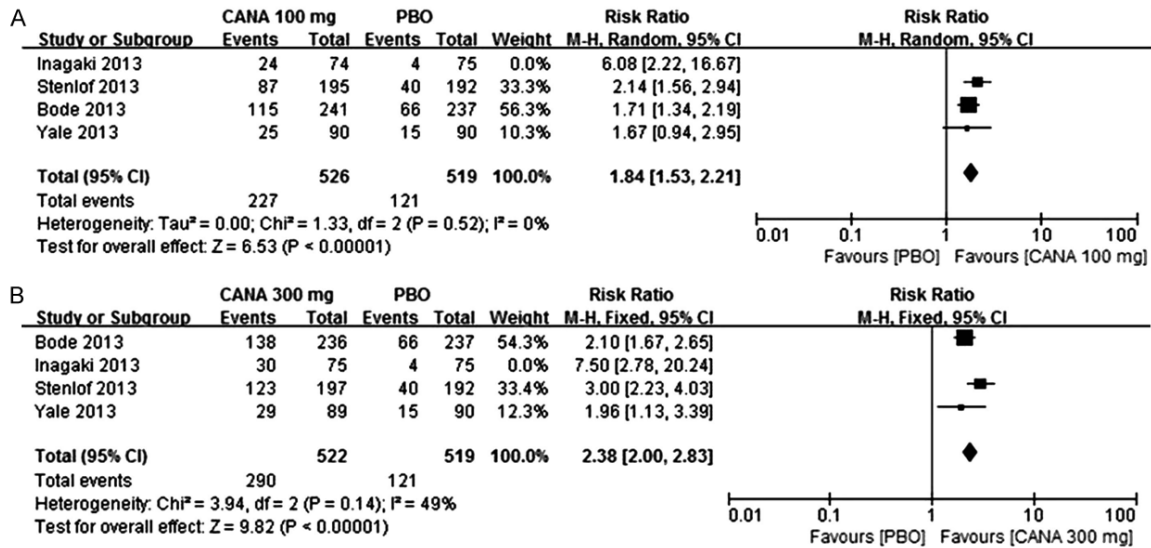 A
CANA 100 mg PBO Risk Ratio Risk Ratio
Study or Subgroup Events Total Events Total Weight M-H, Random, 95% CI M-H, Random, 95% CI
Inagaki 2013 24 74 4 75 0.0% 6.08 [2.22, 16.67]
Stenlof 2013 87 195 40 192 33.3% 2.14 [1.56, 2.94]
Bode 2013 115 241 66 237 56.3% 1.71 [1.34, 2.19]
Yale 2013 25 90 15 90 10.3% 1.67 [0.94, 2.95]
Total (95% CI) 526 519 100.0% 1.84 [1.53, 2.21]
Total events 227 121
Heterogeneity: Tau² = 0.00; Chi² = 1.33, df = 2 (P = 0.52); I² = 0%
Test for overall effect: Z = 6.53 (P < 0.00001)
0.01 0.1 1 10 100
Favours [PBO] Favours [CANA 100 mg]
B
CANA 300 mg PBO Risk Ratio Risk Ratio
Study or Subgroup Events Total Events Total Weight M-H, Fixed, 95% CI M-H, Fixed, 95% CI
Bode 2013 138 236 66 237 54.3% 2.10 [1.67, 2.65]
Inagaki 2013 30 75 4 75 0.0% 7.50 [2.78, 20.24]
Stenlof 2013 123 197 40 192 33.4% 3.00 [2.23, 4.03]
Yale 2013 29 89 15 90 12.3% 1.96 [1.13, 3.39]
Total (95% CI) 522 519 100.0% 2.38 [2.00, 2.83]
Total events 290 121
Heterogeneity: Chi² = 3.94, df = 2 (P = 0.14); I² = 49%
Test for overall effect: Z = 9.82 (P < 0.00001)
0.01 0.1 1 10 100
Favours [PBO] Favours [CANA 300 mg]